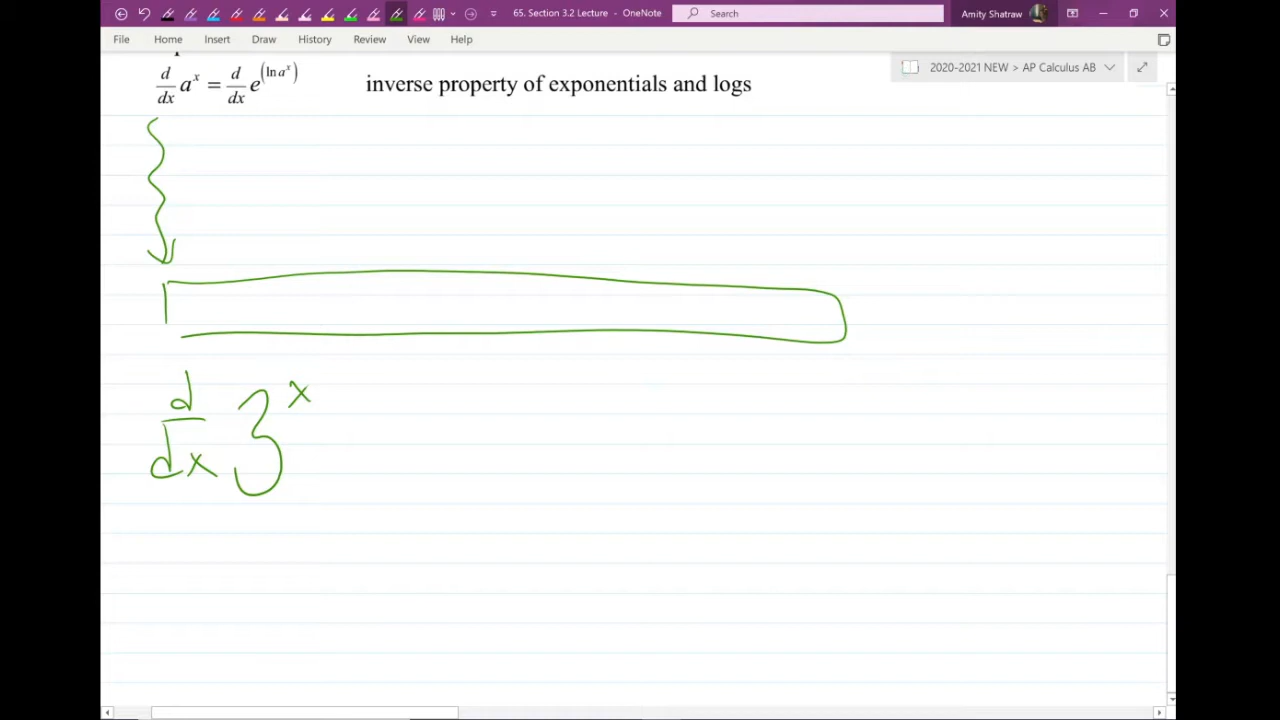 65. Section 3.2 Lecture - OneNote
Search
Amity Shatraw
File Home Insert Draw History Review View Help
2020-2021 NEW > AP Calculus AB
d/dx a^x = d/dx e^(ln a^x) inverse property of exponentials and logs
d/dx 3^x